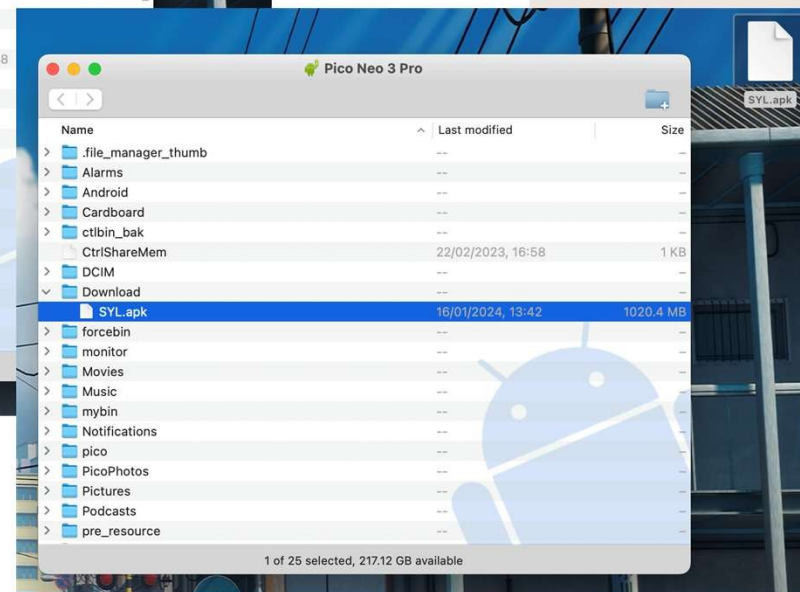 8
Pico Neo 3 Pro
SYL.apk
Name Last modified Size
.file_manager_thumb -- --
Alarms -- --
Android -- --
Cardboard -- --
ctlbin_bak -- --
CtrlShareMem 22/02/2023, 16:58 1 KB
DCIM -- --
Download -- --
SYL.apk 16/01/2024, 13:42 1020.4 MB
forcebin -- --
monitor -- --
Movies -- --
Music -- --
mybin -- --
Notifications -- --
pico -- --
PicoPhotos -- --
Pictures -- --
Podcasts -- --
pre_resource -- --
1 of 25 selected, 217.12 GB available